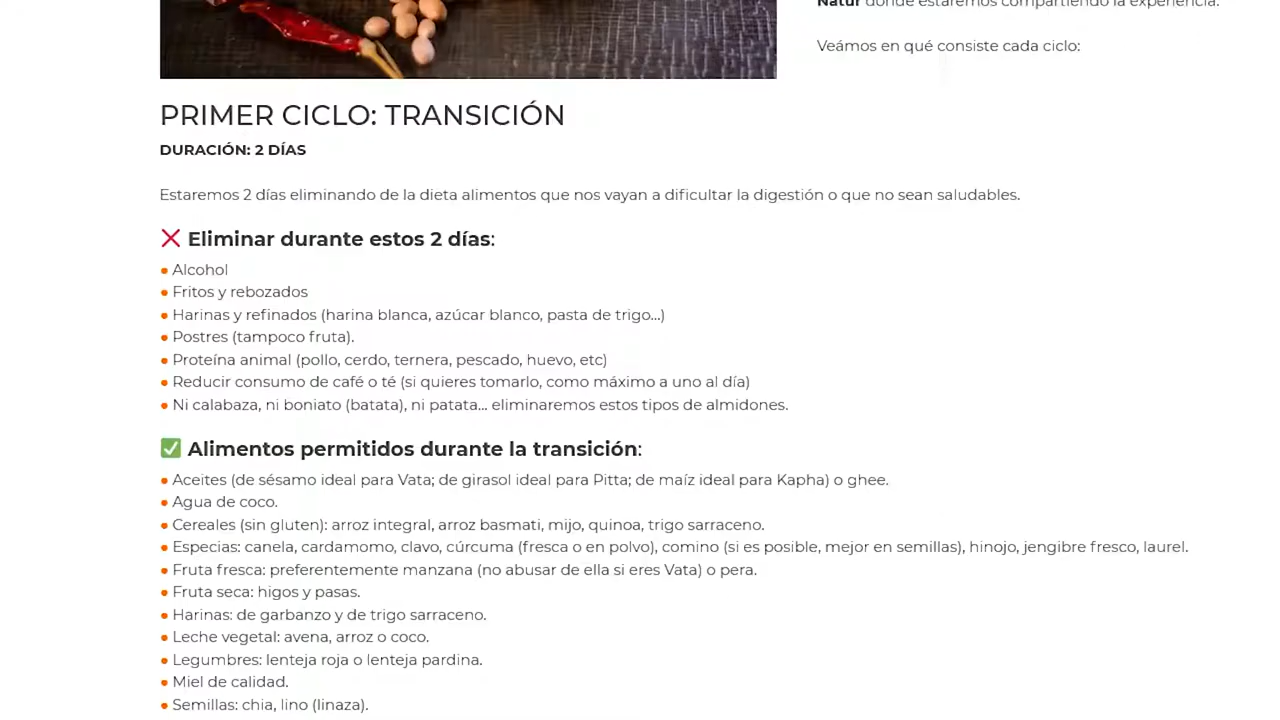 Natur donde estaremos compartiendo la experiencia.
Veámos en qué consiste cada ciclo:
PRIMER CICLO: TRANSICIÓN
DURACIÓN: 2 DÍAS
Estaremos 2 días eliminando de la dieta alimentos que nos vayan a dificultar la digestión o que no sean saludables.
❌ Eliminar durante estos 2 días:
• Alcohol
• Fritos y rebozados
• Harinas y refinados (harina blanca, azúcar blanco, pasta de trigo...)
• Postres (tampoco fruta).
• Proteína animal (pollo, cerdo, ternera, pescado, huevo, etc)
• Reducir consumo de café o té (si quieres tomarlo, como máximo a uno al día)
• Ni calabaza, ni boniato (batata), ni patata... eliminaremos estos tipos de almidones.
✅ Alimentos permitidos durante la transición:
• Aceites (de sésamo ideal para Vata; de girasol ideal para Pitta; de maíz ideal para Kapha) o ghee.
• Agua de coco.
• Cereales (sin gluten): arroz integral, arroz basmati, mijo, quinoa, trigo sarraceno.
• Especias: canela, cardamomo, clavo, cúrcuma (fresca o en polvo), comino (si es posible, mejor en semillas), hinojo, jengibre fresco, laurel.
• Fruta fresca: preferentemente manzana (no abusar de ella si eres Vata) o pera.
• Fruta seca: higos y pasas.
• Harinas: de garbanzo y de trigo sarraceno.
• Leche vegetal: avena, arroz o coco.
• Legumbres: lenteja roja o lenteja pardina.
• Miel de calidad.
• Semillas: chia, lino (linaza).